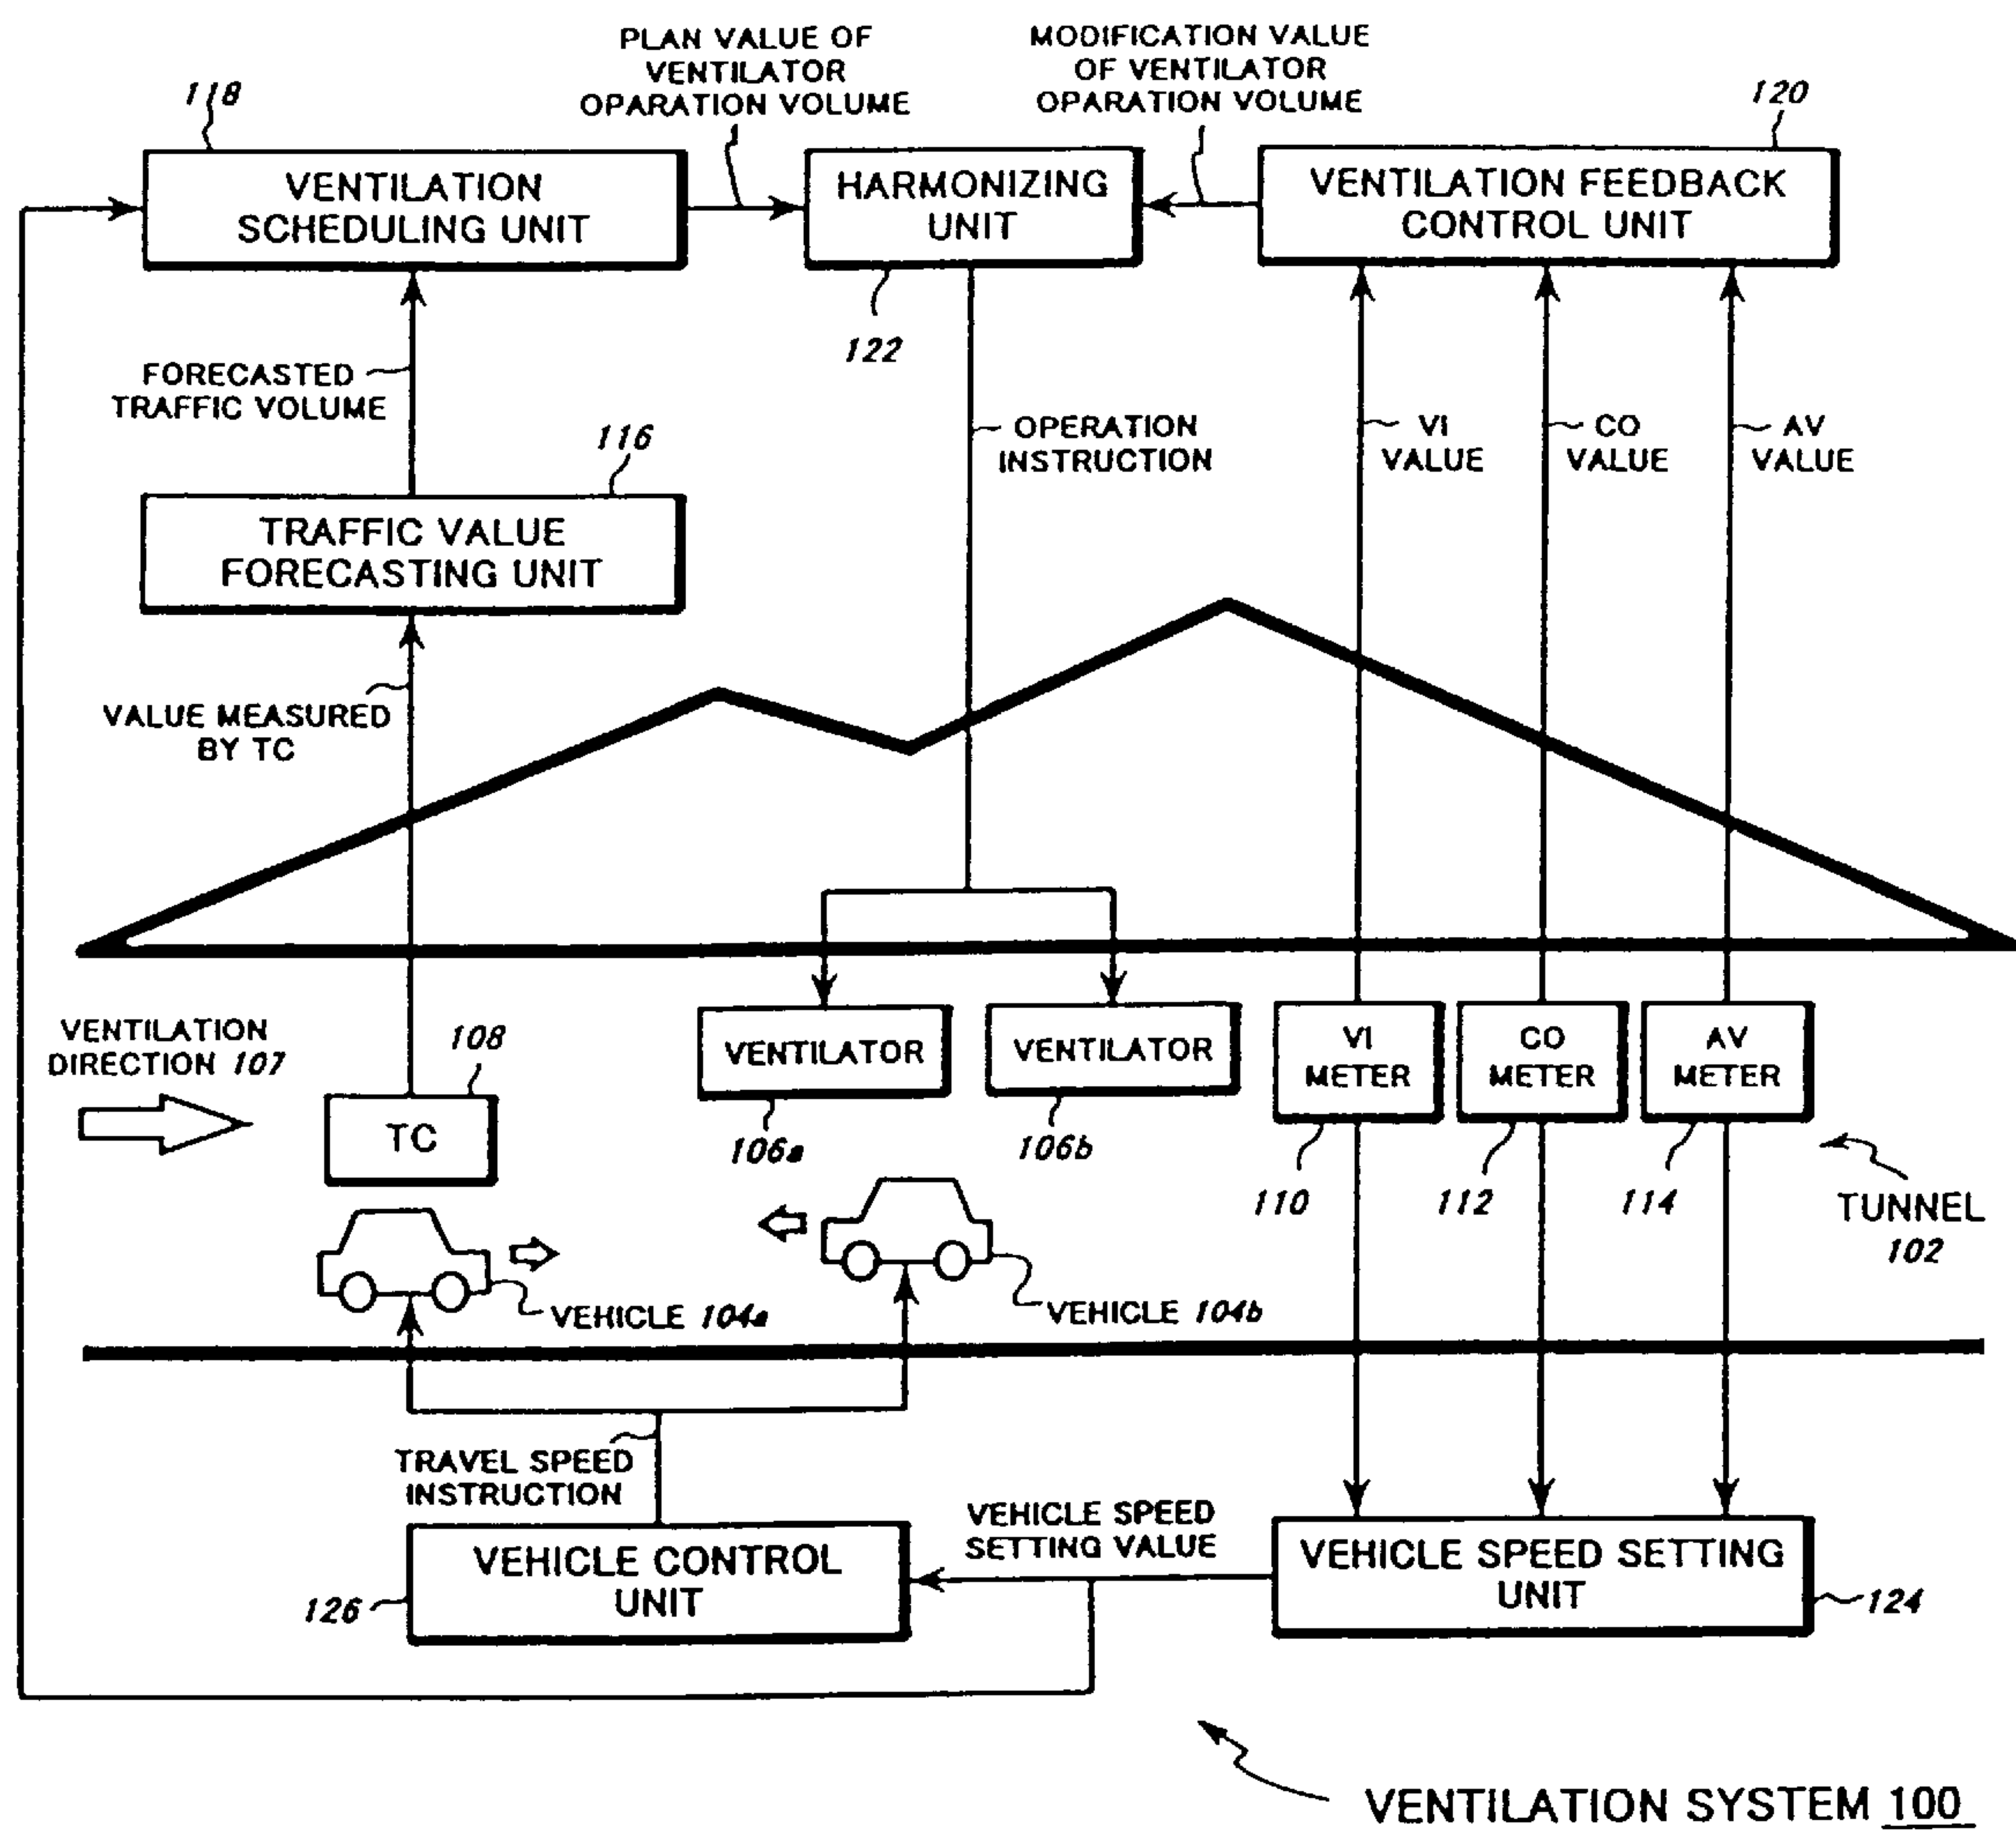 PLAN VALUE OF
VENTILATOR
OPARATION VOLUME
MODIFICATION VALUE
OF VENTILATOR
OPARATION VOLUME
118
120
VENTILATION
SCHEDULING UNIT
HARMONIZING
UNIT
VENTILATION FEEDBACK
CONTROL UNIT
122
FORECASTED
TRAFFIC VOLUME
OPERATION
INSTRUCTION
VI
VALUE
CO
VALUE
AV
VALUE
116
TRAFFIC VALUE
FORECASTING UNIT
VALUE MEASURED
BY TC
VENTILATION
DIRECTION 107
108
TC
VENTILATOR
106a
VENTILATOR
106b
VI
METER
CO
METER
AV
METER
110
112
114
TUNNEL
102
VEHICLE 104a
VEHICLE 104b
TRAVEL SPEED
INSTRUCTION
VEHICLE SPEED
SETTING VALUE
VEHICLE CONTROL
UNIT
126
VEHICLE SPEED SETTING
UNIT
124
VENTILATION SYSTEM 100